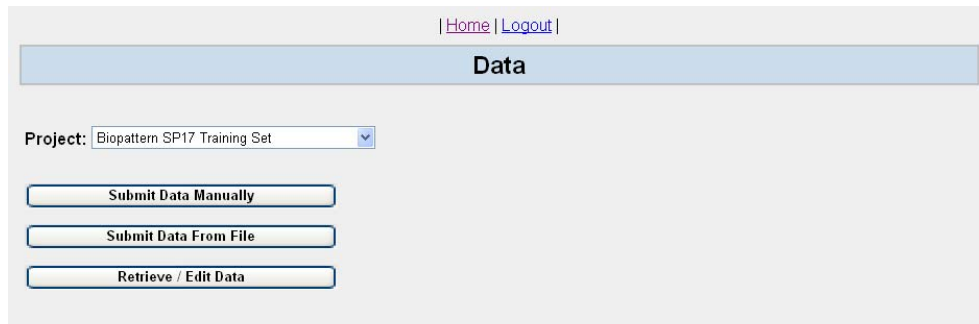 | Home | Logout |
Data
Project: Biopattern SP17 Training Set
Submit Data Manually
Submit Data From File
Retrieve / Edit Data